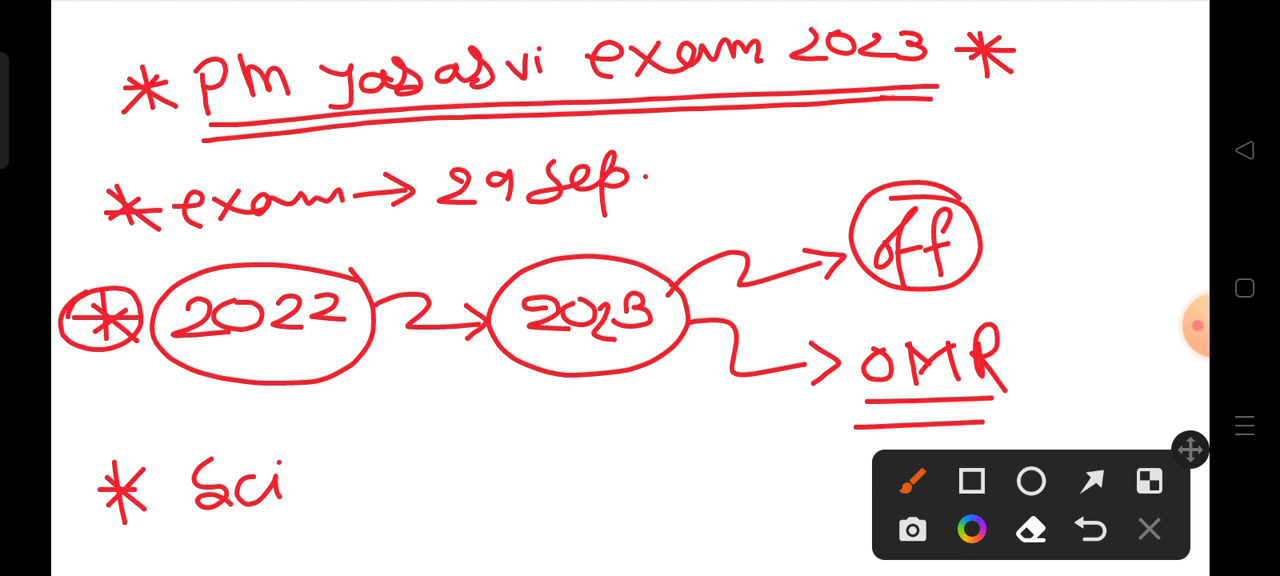 * PM yasasvi exam 2023 *
* exam → 29 Sep.
* 2022 → 2023 → off
→ OMR
* Sci